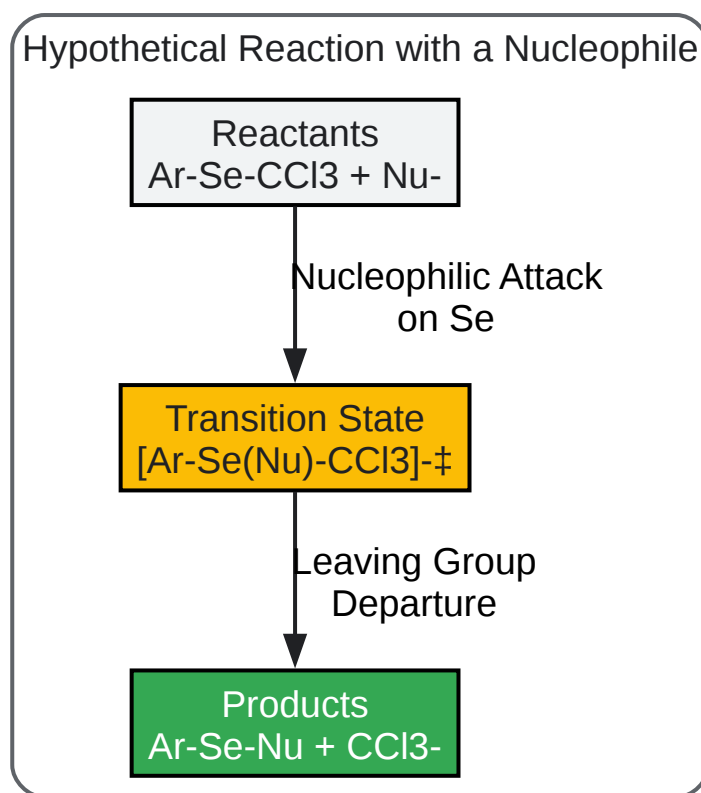 Hypothetical Reaction with a Nucleophile
Reactants
Ar-Se-CCl3 + Nu-
Nucleophilic Attack
on Se
Transition State
[Ar-Se(Nu)-CCl3]-‡
Leaving Group
Departure
Products
Ar-Se-Nu + CCl3-